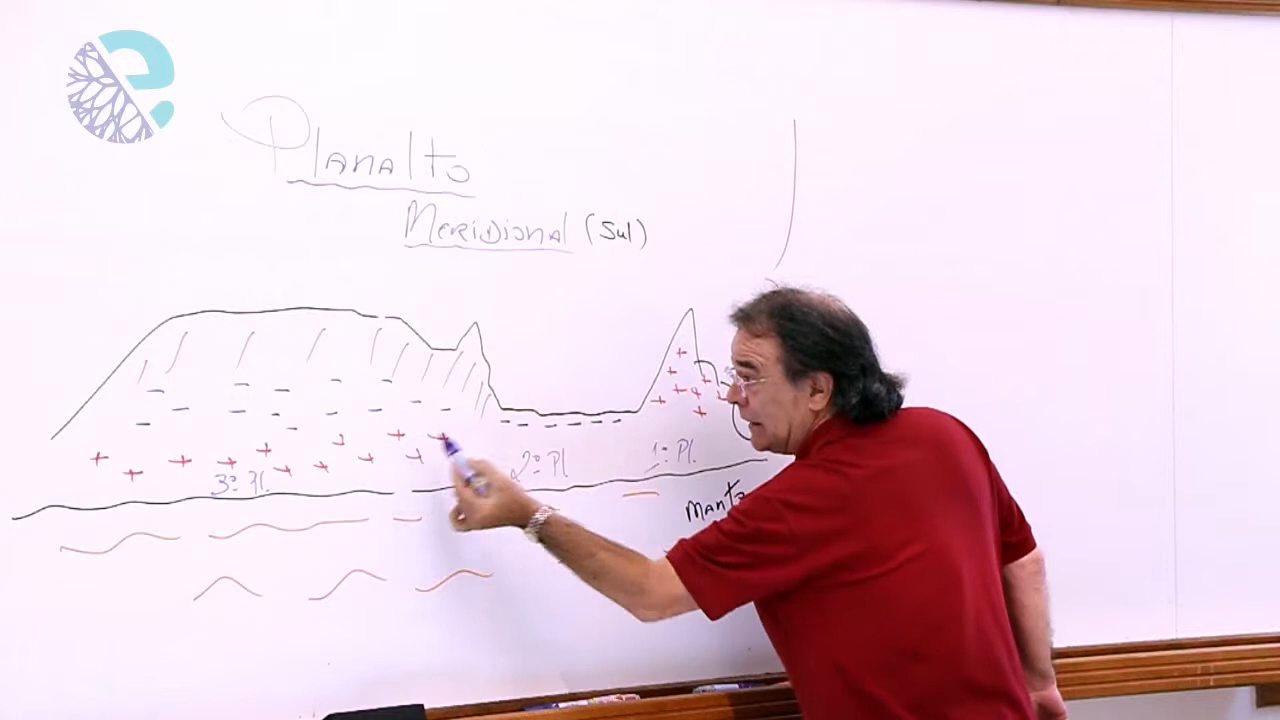 Planalto
Meridional (Sul)
3º Pl.
2º Pl
1º Pl.
Manto